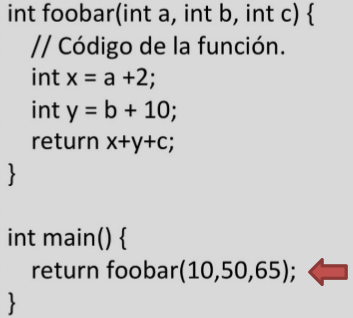 int foobar(int a, int b, int c) {
// Código de la función.
int x = a +2;
int y = b + 10;
return x+y+c;
}
int main() {
return foobar(10,50,65);
}